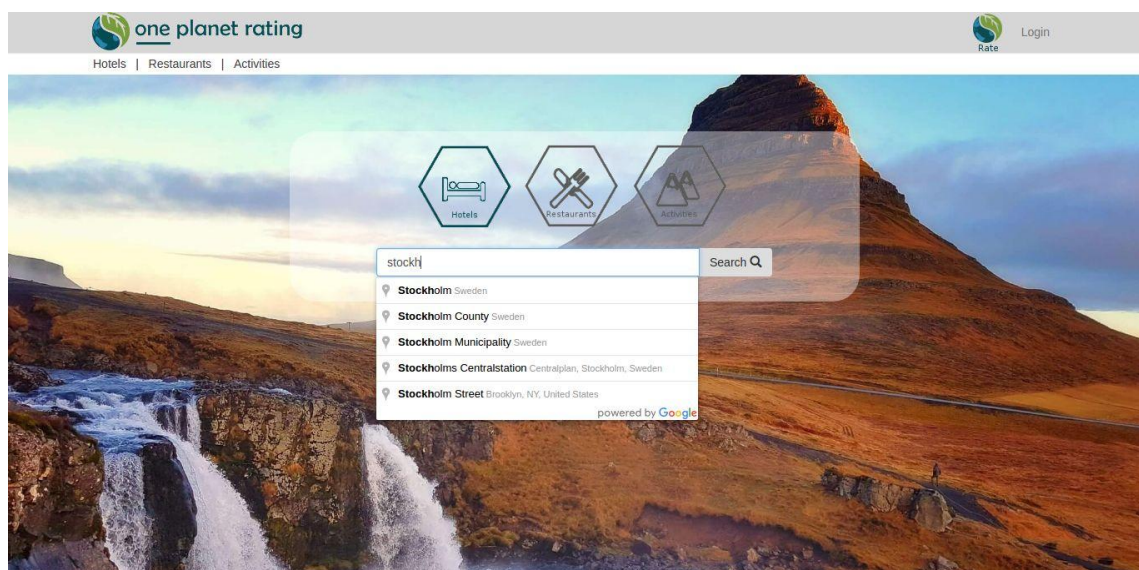 one planet rating
Rate
Login
Hotels | Restaurants | Activities
Hotels
Restaurants
Activities
stockh
Search
Stockholm Sweden
Stockholm County Sweden
Stockholm Municipality Sweden
Stockholms Centralstation Centralplan, Stockholm, Sweden
Stockholm Street Brooklyn, NY, United States
powered by Google